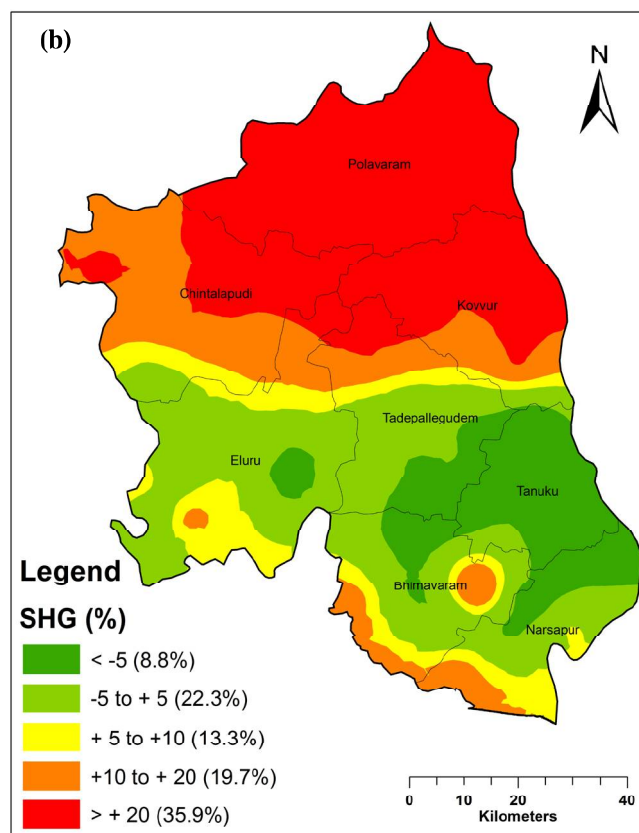 (b)
N
Polavaram
Chintalapudi
Kovvur
Tadepallegudem
Eluru
Tanuku
Bhimavaram
Narsapur
Legend
SHG (%)
< -5 (8.8%)
-5 to + 5 (22.3%)
+ 5 to +10 (13.3%)
+10 to + 20 (19.7%)
> + 20 (35.9%)
0 10 20 40
Kilometers